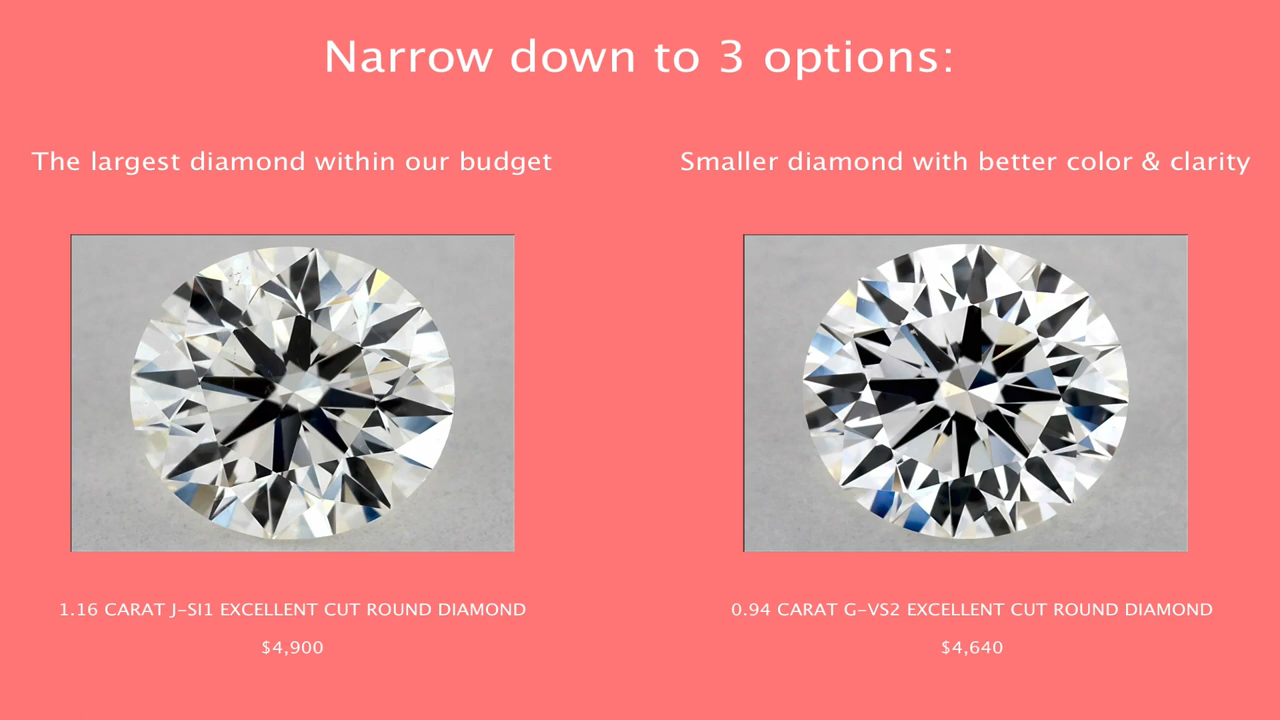 Narrow down to 3 options:
The largest diamond within our budget
Smaller diamond with better color & clarity
1.16 CARAT J-SI1 EXCELLENT CUT ROUND DIAMOND
$4,900
0.94 CARAT G-VS2 EXCELLENT CUT ROUND DIAMOND
$4,640